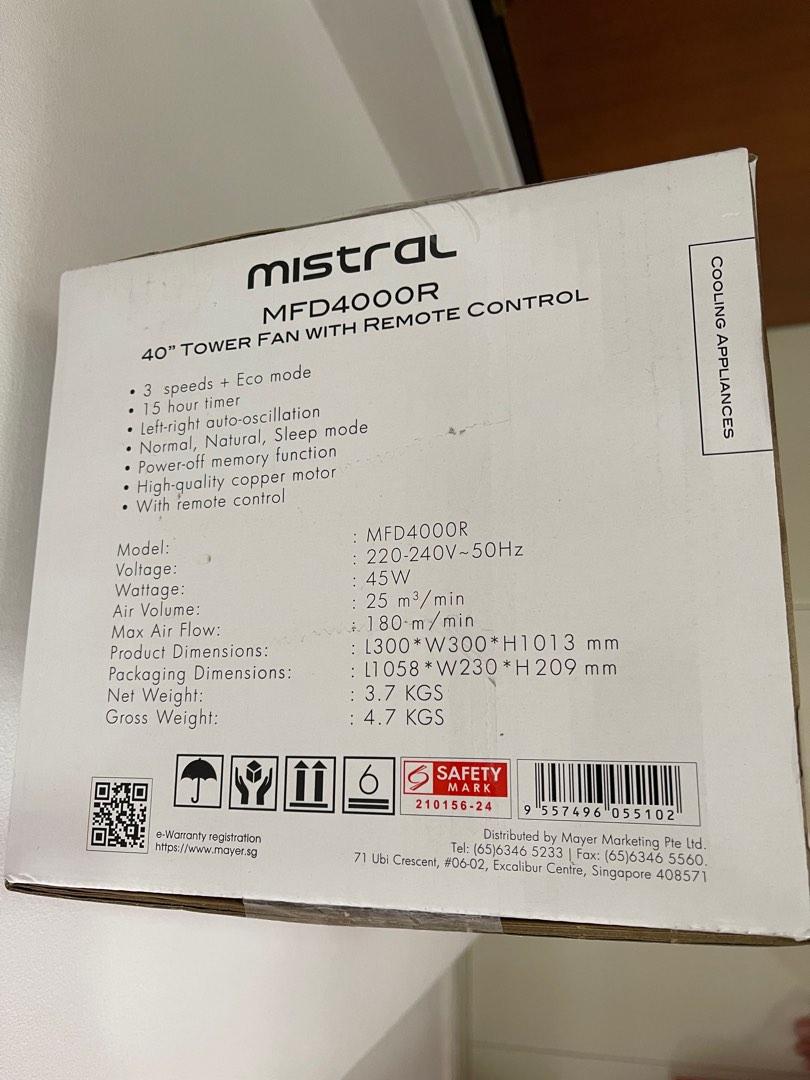 mistral
MFD4000R
40” TOWER FAN WITH REMOTE CONTROL
COOLING APPLIANCES
• 3 speeds + Eco mode
• 15 hour timer
• Left-right auto-oscillation
• Normal, Natural, Sleep mode
• Power-off memory function
• High-quality copper motor
• With remote control
Model: : MFD4000R
Voltage: : 220-240V~50Hz
Wattage: : 45W
Air Volume: : 25 m³/min
Max Air Flow: : 180 m/min
Product Dimensions: : L300*W300*H1013 mm
Packaging Dimensions: : L1058*W230*H209 mm
Net Weight: : 3.7 KGS
Gross Weight: : 4.7 KGS
6
S SAFETY
MARK
210156-24
9 557496 055102
e-Warranty registration
https://www.mayer.sg
Distributed by Mayer Marketing Pte Ltd.
Tel: (65)6346 5233 | Fax: (65)6346 5560.
71 Ubi Crescent, #06-02, Excalibur Centre, Singapore 408571